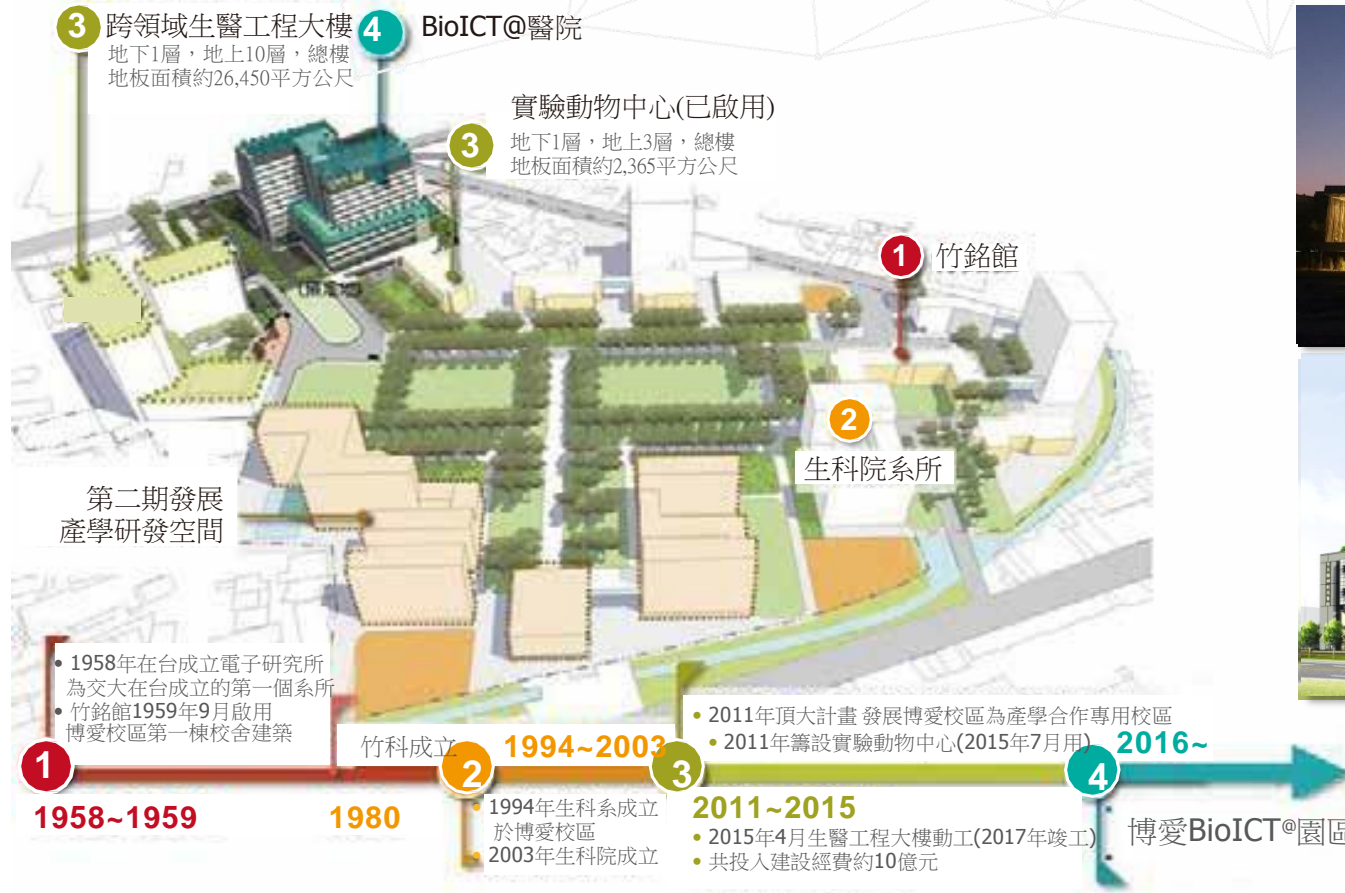 3
跨領域生醫工程大樓
地下1層，地上10層，總樓
地板面積約26,450平方公尺
4
BioICT@醫院
3
實驗動物中心(已啟用)
地下1層，地上3層，總樓
地板面積約2,365平方公尺
1
竹銘館
2
生科院系所
第二期發展
產學研發空間
• 1958年在台成立電子研究所
為交大在台成立的第一個系所
• 竹銘館1959年9月啟用
博愛校區第一棟校舍建築
1
1958~1959
竹科成立
1980
2
1994~2003
• 1994年生科系成立
於博愛校區
• 2003年生科院成立
3
• 2011年頂大計畫 發展博愛校區為產學合作專用校區
• 2011年籌設實驗動物中心(2015年7月用)
2011~2015
• 2015年4月生醫工程大樓動工(2017年竣工)
• 共投入建設經費約10億元
4
2016~
博愛BioICT@園區